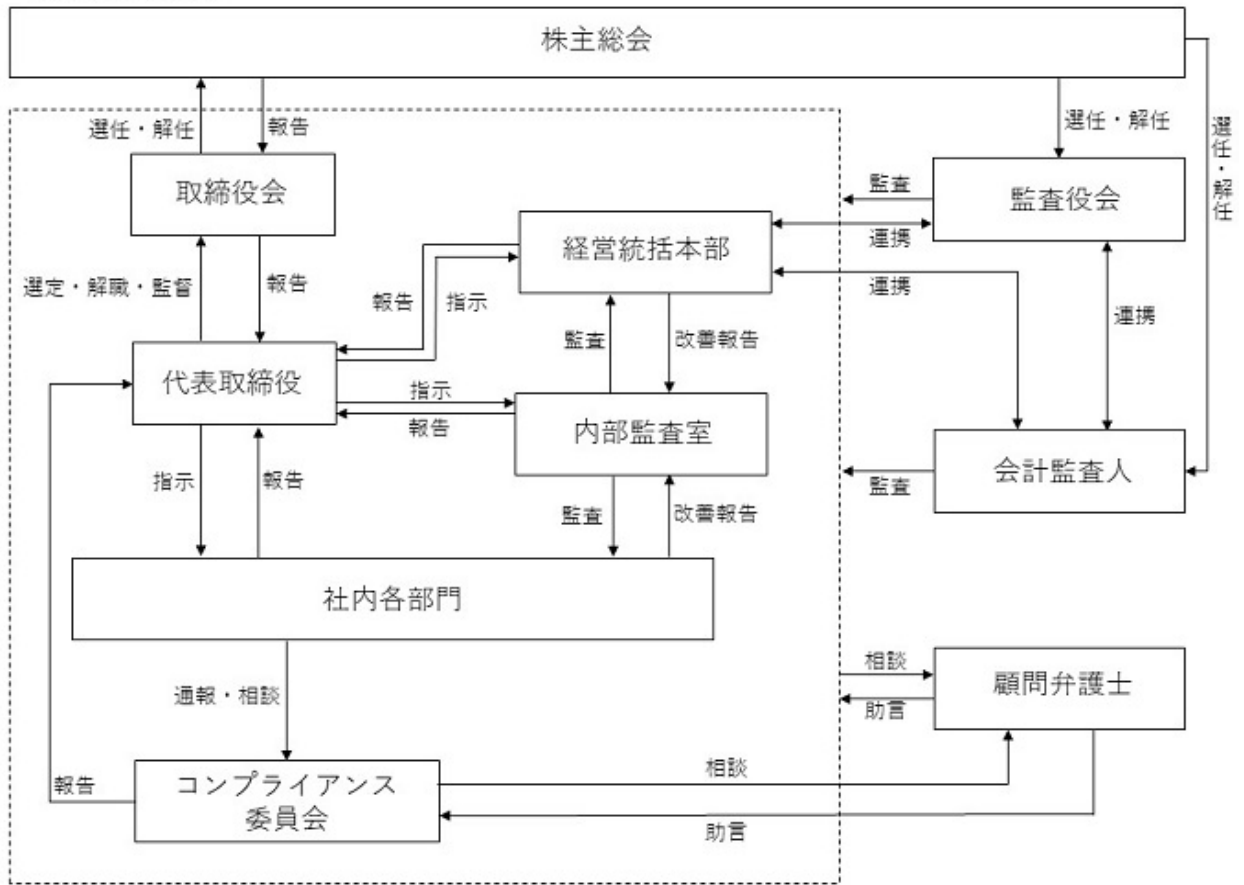 株主総会
選任・解任
報告
選任・解任
選任・解任
取締役会
監査役会
監査
連携
経営統括本部
選定・解職・監督
報告
報告
指示
連携
監査
改善報告
連携
代表取締役
指示
報告
内部監査室
会計監査人
監査
指示
報告
監査
改善報告
社内各部門
相談
助言
顧問弁護士
通報・相談
報告
コンプライアンス
委員会
相談
助言